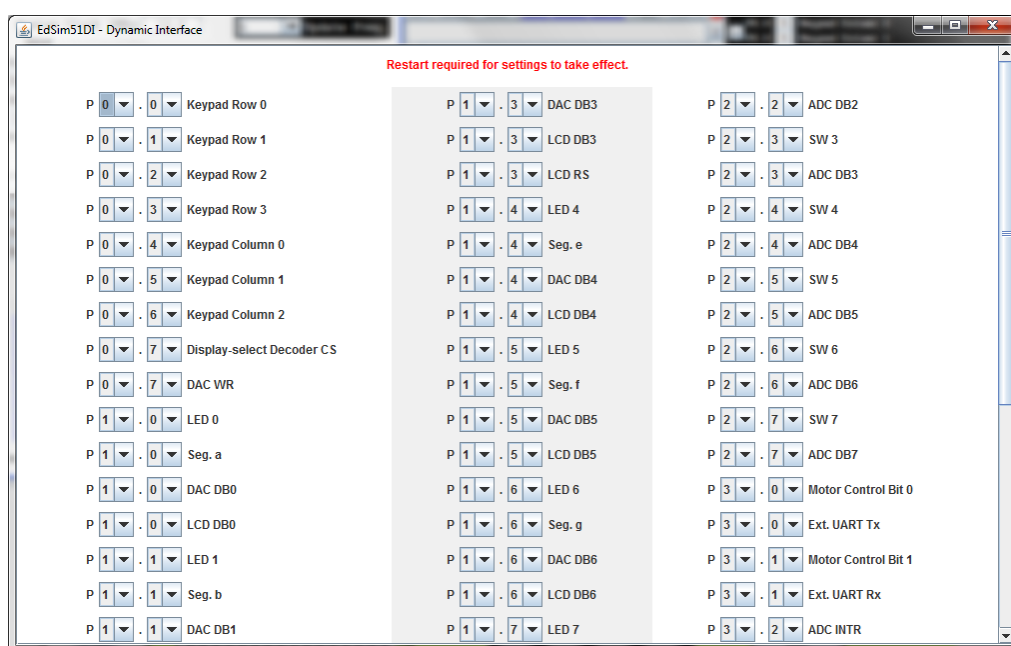 EdSim51DI - Dynamic Interface
Restart required for settings to take effect.
P 0 . 0 Keypad Row 0
P 0 . 1 Keypad Row 1
P 0 . 2 Keypad Row 2
P 0 . 3 Keypad Row 3
P 0 . 4 Keypad Column 0
P 0 . 5 Keypad Column 1
P 0 . 6 Keypad Column 2
P 0 . 7 Display-select Decoder CS
P 0 . 7 DAC WR
P 1 . 0 LED 0
P 1 . 0 Seg. a
P 1 . 0 DAC DB0
P 1 . 0 LCD DB0
P 1 . 1 LED 1
P 1 . 1 Seg. b
P 1 . 1 DAC DB1
P 1 . 3 DAC DB3
P 1 . 3 LCD DB3
P 1 . 3 LCD RS
P 1 . 4 LED 4
P 1 . 4 Seg. e
P 1 . 4 DAC DB4
P 1 . 4 LCD DB4
P 1 . 5 LED 5
P 1 . 5 Seg. f
P 1 . 5 DAC DB5
P 1 . 5 LCD DB5
P 1 . 6 LED 6
P 1 . 6 Seg. g
P 1 . 6 DAC DB6
P 1 . 6 LCD DB6
P 1 . 7 LED 7
P 2 . 2 ADC DB2
P 2 . 3 SW 3
P 2 . 3 ADC DB3
P 2 . 4 SW 4
P 2 . 4 ADC DB4
P 2 . 5 SW 5
P 2 . 5 ADC DB5
P 2 . 6 SW 6
P 2 . 6 ADC DB6
P 2 . 7 SW 7
P 2 . 7 ADC DB7
P 3 . 0 Motor Control Bit 0
P 3 . 0 Ext. UART Tx
P 3 . 1 Motor Control Bit 1
P 3 . 1 Ext. UART Rx
P 3 . 2 ADC INTR